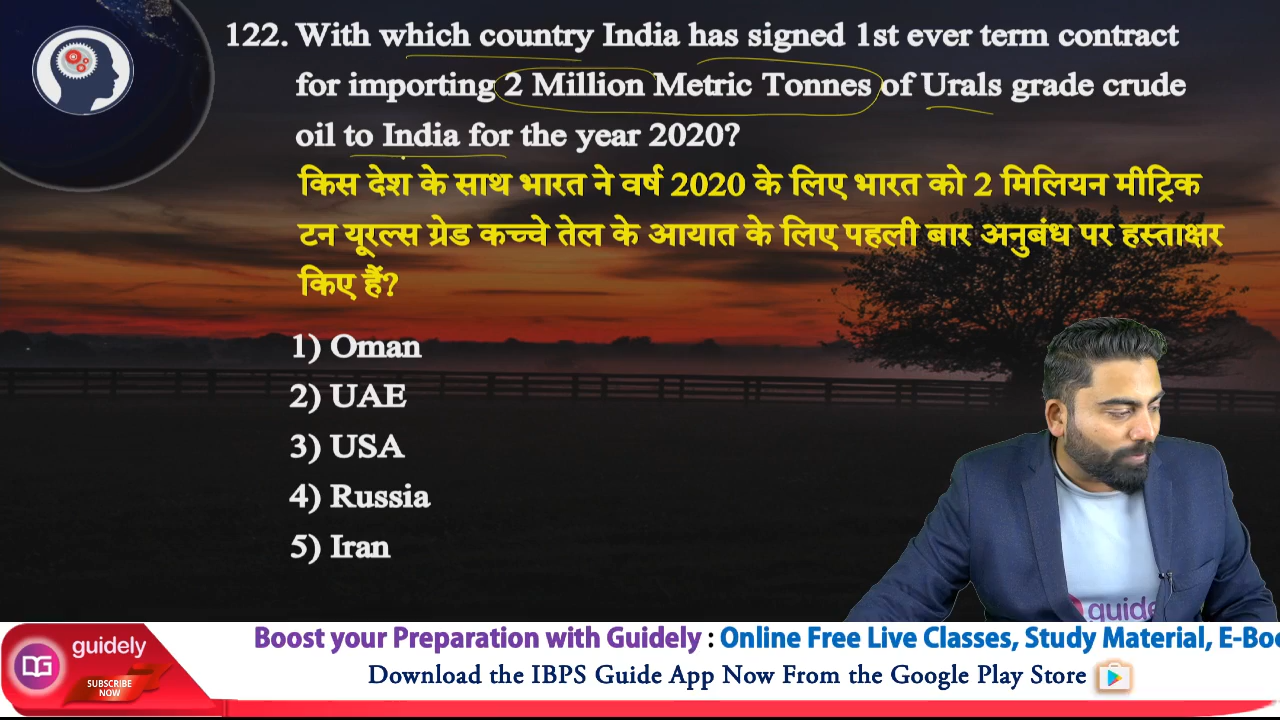 122. With which country India has signed 1st ever term contract
for importing 2 Million Metric Tonnes of Urals grade crude
oil to India for the year 2020?
किस देश के साथ भारत ने वर्ष 2020 के लिए भारत को 2 मिलियन मीट्रिक
टन यूरल्स ग्रेड कच्चे तेल के आयात के लिए पहली बार अनुबंध पर हस्ताक्षर
किए हैं?
1) Oman
2) UAE
3) USA
4) Russia
5) Iran
guide
guidely
SUBSCRIBE
NOW
Boost your Preparation with Guidely : Online Free Live Classes, Study Material, E-Boo
Download the IBPS Guide App Now From the Google Play Store